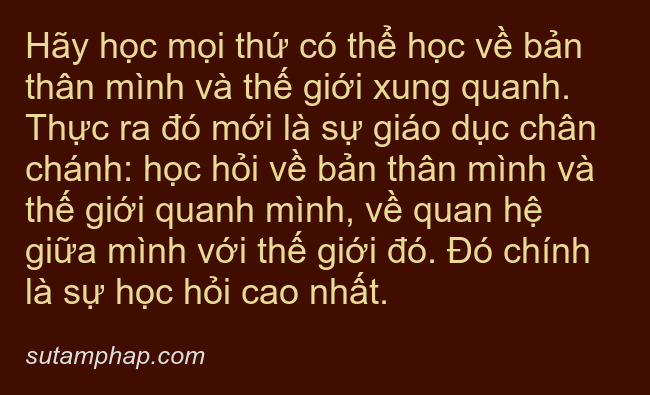 Hãy học mọi thứ có thể học về bản
thân mình và thế giới xung quanh.
Thực ra đó mới là sự giáo dục chân
chánh: học hỏi về bản thân mình và
thế giới quanh mình, về quan hệ
giữa mình với thế giới đó. Đó chính
là sự học hỏi cao nhất.
sutamphap.com